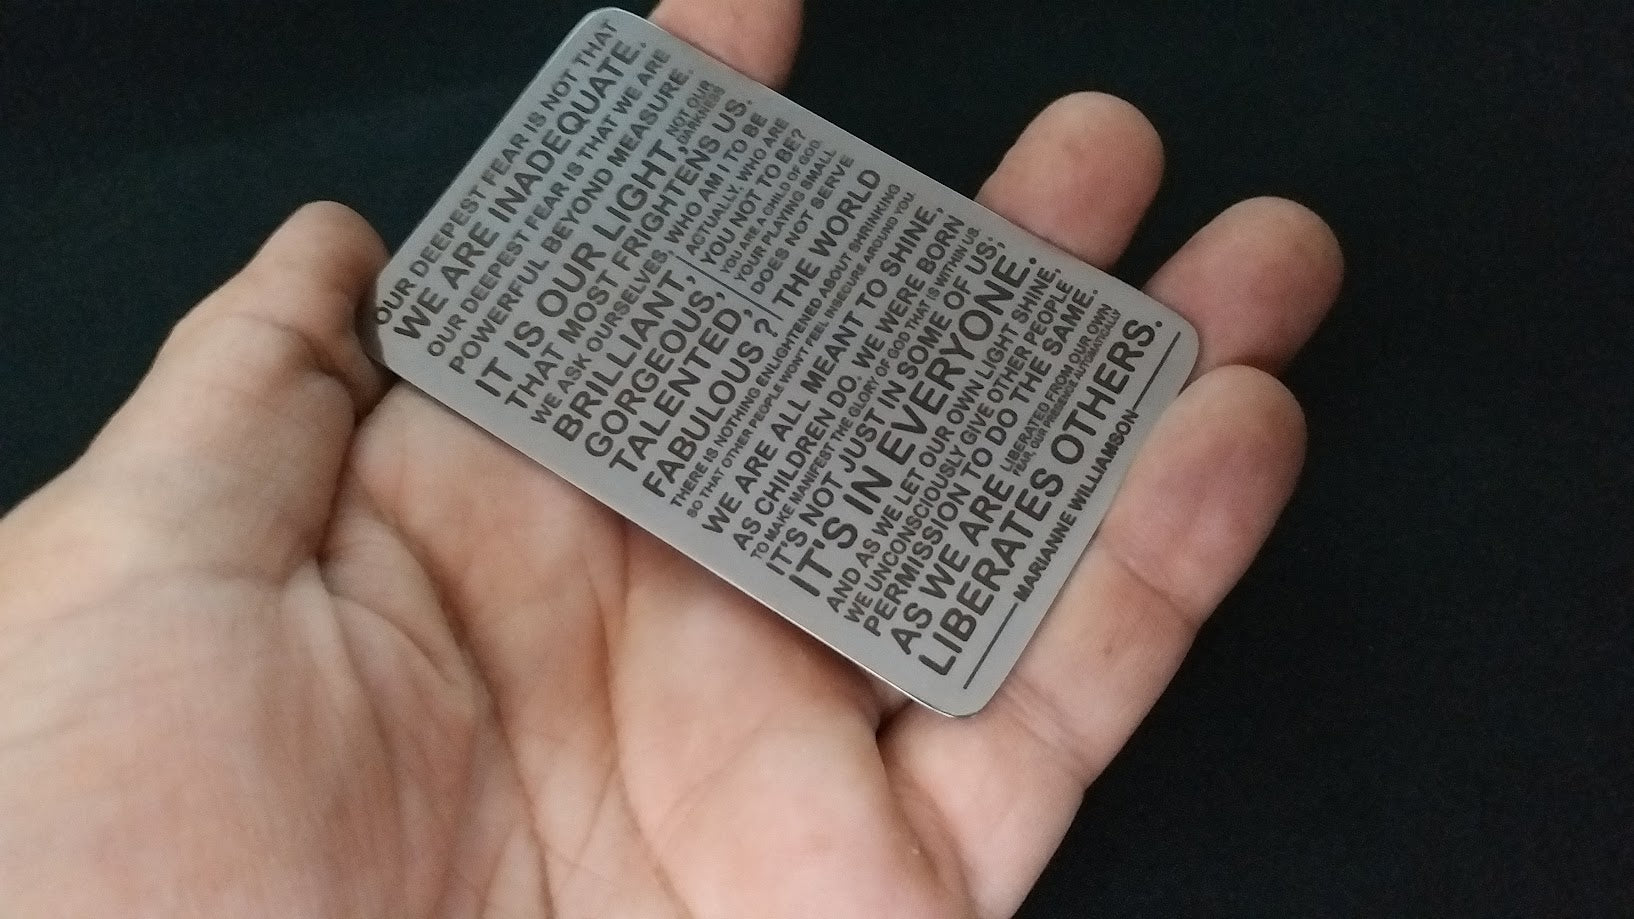 OUR DEEPEST FEAR IS NOT THAT
WE ARE INADEQUATE.
OUR DEEPEST FEAR IS THAT WE ARE
POWERFUL BEYOND MEASURE.
IT IS OUR LIGHT, NOT OUR
DARKNESS
THAT MOST FRIGHTENS US.
WE ASK OURSELVES, WHO AM I TO BE
BRILLIANT,
GORGEOUS,
TALENTED,
FABULOUS?
ACTUALLY, WHO ARE
YOU NOT TO BE?
YOU ARE A CHILD OF GOD.
YOUR PLAYING SMALL
DOES NOT SERVE
THE WORLD
THERE IS NOTHING ENLIGHTENED ABOUT SHRINKING
SO THAT OTHER PEOPLE WON'T FEEL INSECURE AROUND YOU.
WE ARE ALL MEANT TO SHINE,
AS CHILDREN DO. WE WERE BORN
TO MAKE MANIFEST THE GLORY OF GOD THAT IS WITHIN US.
IT'S NOT JUST IN SOME OF US;
IT'S IN EVERYONE.
AND AS WE LET OUR OWN LIGHT SHINE,
WE UNCONSCIOUSLY GIVE OTHER PEOPLE
PERMISSION TO DO THE SAME.
AS WE ARE LIBERATED FROM OUR OWN
FEAR, OUR PRESENCE AUTOMATICALLY
LIBERATES OTHERS.
MARIANNE WILLIAMSON